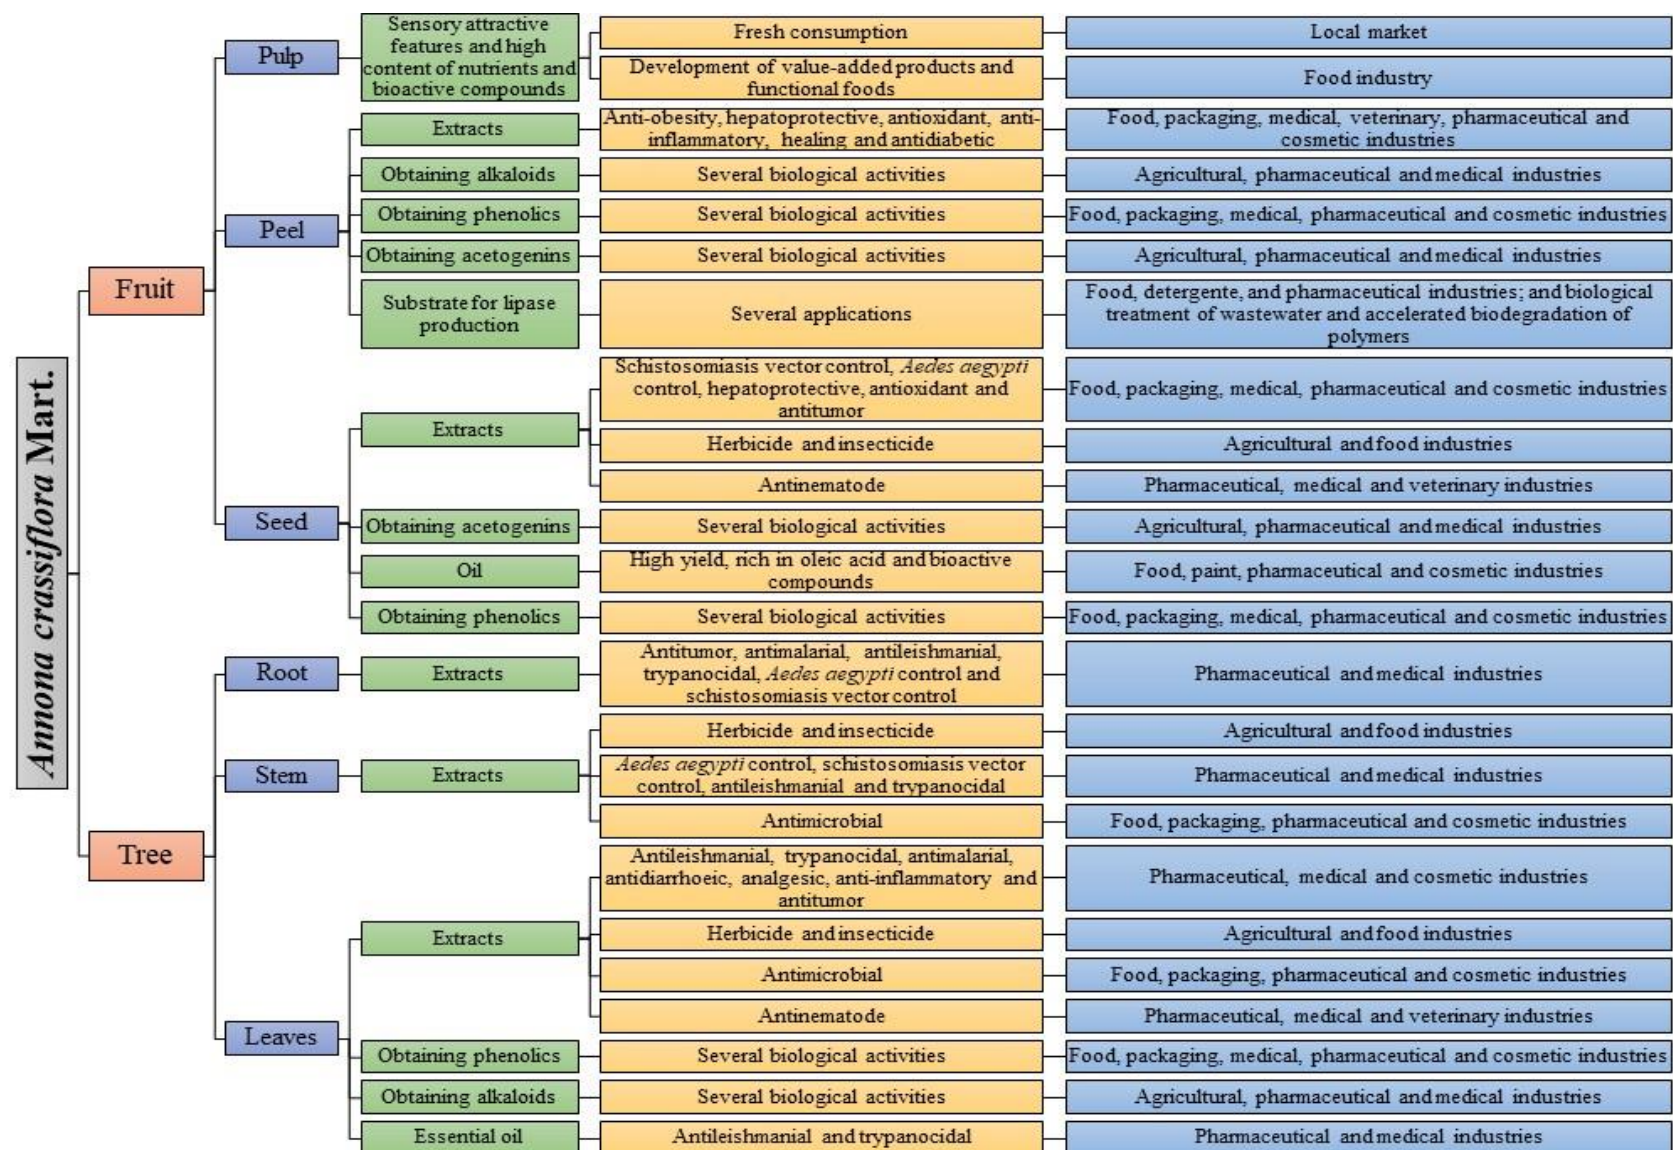 Annona crassiflora Mart.
Fruit
Pulp
Sensory attractive
features and high
content of nutrients and
bioactive compounds
Fresh consumption
Local market
Development of value-added products and
functional foods
Food industry
Peel
Extracts
Anti-obesity, hepatoprotective, antioxidant, anti-
inflammatory, healing and antidiabetic
Food, packaging, medical, veterinary, pharmaceutical and
cosmetic industries
Obtaining alkaloids
Several biological activities
Agricultural, pharmaceutical and medical industries
Obtaining phenolics
Several biological activities
Food, packaging, medical, pharmaceutical and cosmetic industries
Obtaining acetogenins
Several biological activities
Agricultural, pharmaceutical and medical industries
Substrate for lipase
production
Several applications
Food, detergente, and pharmaceutical industries; and biological
treatment of wastewater and accelerated biodegradation of
polymers
Seed
Extracts
Schistosomiasis vector control, Aedes aegypti
control, hepatoprotective, antioxidant and
antitumor
Food, packaging, medical, pharmaceutical and cosmetic industries
Herbicide and insecticide
Agricultural and food industries
Antinematode
Pharmaceutical, medical and veterinary industries
Obtaining acetogenins
Several biological activities
Agricultural, pharmaceutical and medical industries
Oil
High yield, rich in oleic acid and bioactive
compounds
Food, paint, pharmaceutical and cosmetic industries
Obtaining phenolics
Several biological activities
Food, packaging, medical, pharmaceutical and cosmetic industries
Tree
Root
Extracts
Antitumor, antimalarial, antileishmanial,
trypanocidal, Aedes aegypti control and
schistosomiasis vector control
Pharmaceutical and medical industries
Stem
Extracts
Herbicide and insecticide
Agricultural and food industries
Aedes aegypti control, schistosomiasis vector
control, antileishmanial and trypanocidal
Pharmaceutical and medical industries
Antimicrobial
Food, packaging, pharmaceutical and cosmetic industries
Leaves
Extracts
Antileishmanial, trypanocidal, antimalarial,
antidiarrhoeic, analgesic, anti-inflammatory and
antitumor
Pharmaceutical, medical and cosmetic industries
Herbicide and insecticide
Agricultural and food industries
Antimicrobial
Food, packaging, pharmaceutical and cosmetic industries
Antinematode
Pharmaceutical, medical and veterinary industries
Obtaining phenolics
Several biological activities
Food, packaging, medical, pharmaceutical and cosmetic industries
Obtaining alkaloids
Several biological activities
Agricultural, pharmaceutical and medical industries
Essential oil
Antileishmanial and trypanocidal
Pharmaceutical and medical industries